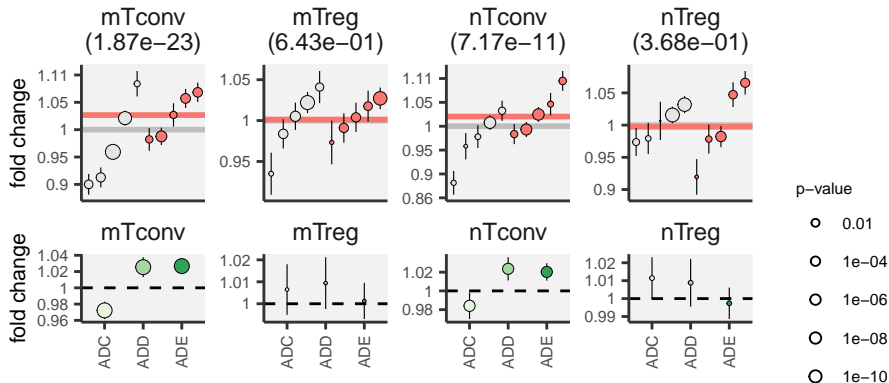 mTconv
(1.87e−23)
mTreg
(6.43e−01)
nTconv
(7.17e−11)
nTreg
(3.68e−01)
fold change
1.11
1.05
1
0.95
0.9
1.05
1
0.95
1.11
1.05
1
0.95
0.9
0.86
1.05
1
0.95
0.9
mTconv
mTreg
nTconv
nTreg
fold change
1.04
1.02
1
0.98
0.96
1.02
1.01
1
1.02
1
0.98
1.02
1.01
1
0.99
ADC
ADD
ADE
ADC
ADD
ADE
ADC
ADD
ADE
ADC
ADD
ADE
p−value
0.01
1e−04
1e−06
1e−08
1e−10